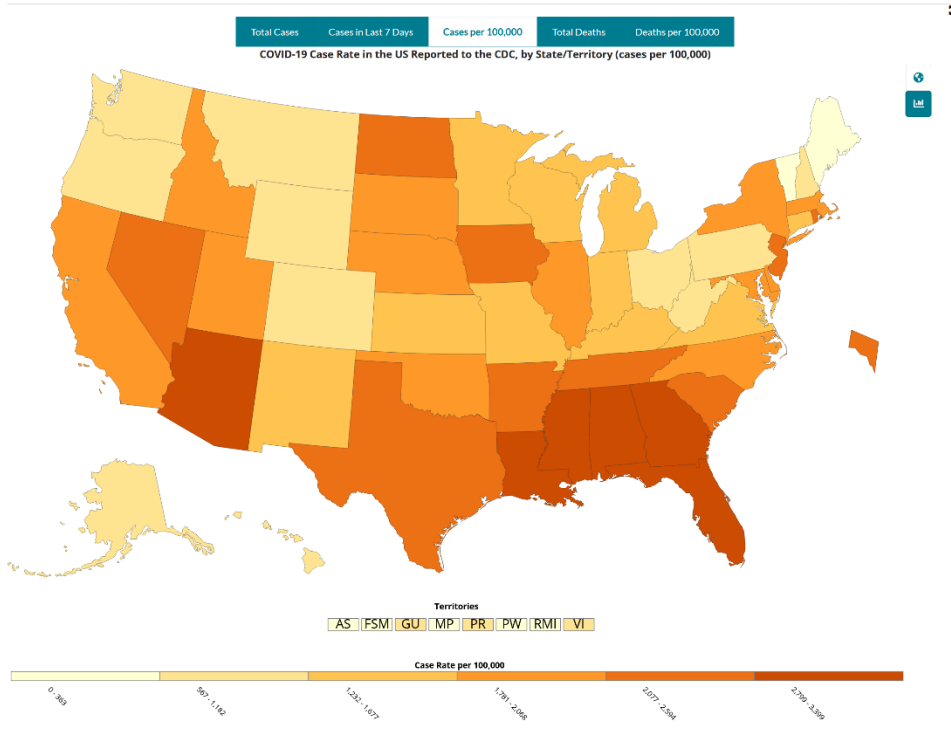 Total Cases Cases in Last 7 Days Cases per 100,000 Total Deaths Deaths per 100,000
COVID-19 Case Rate in the US Reported to the CDC, by State/Territory (cases per 100,000)
Territories
AS FSM GU MP PR PW RMI VI
Case Rate per 100,000
0 - 363
567 - 1,182
1,232 - 1,677
1,781 - 2,068
2,077 - 2,594
2,799 - 3,399